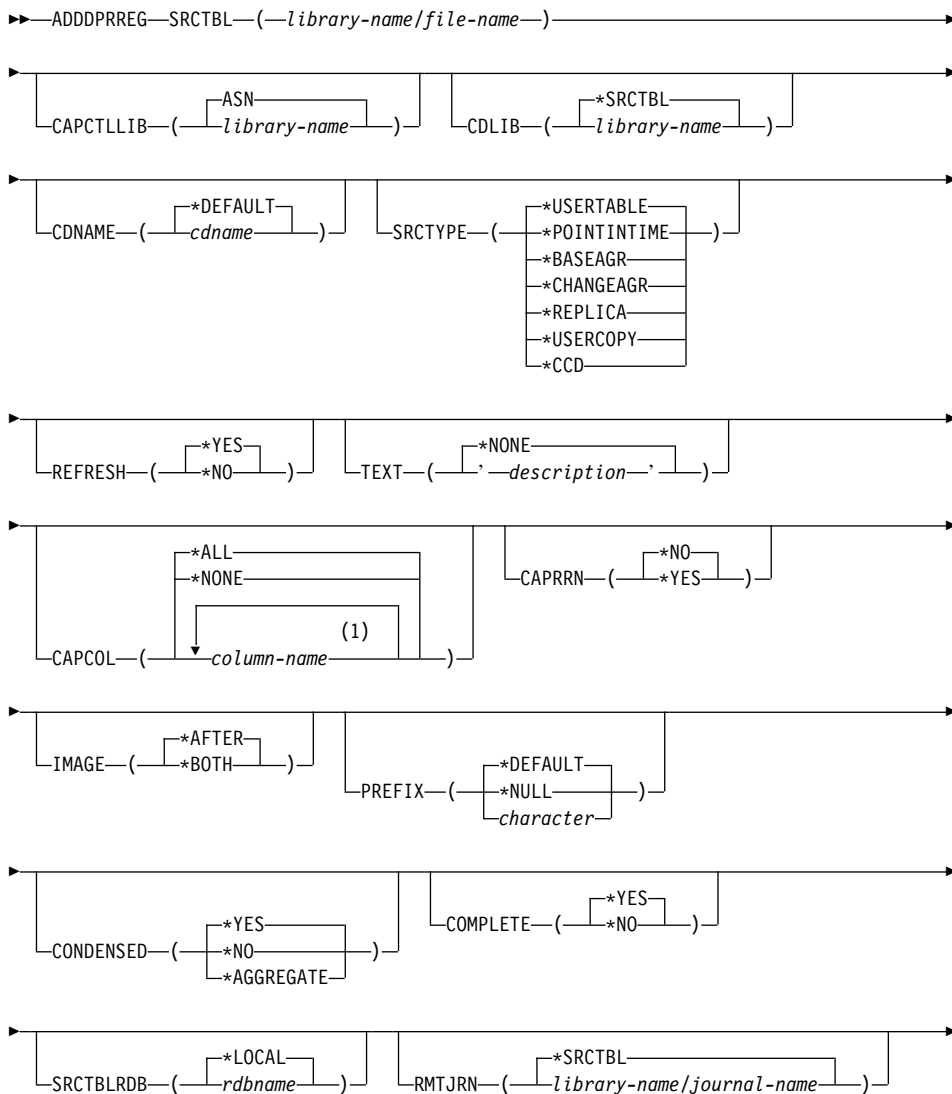 ADDDPRREG SRCTBL ( library-name/file-name )
ASN *SRCTBL
CAPCTLLIB ( library-name ) CDLIB ( library-name )
*DEFAULT *USERTABLE
CDNAME ( cdname ) SRCTYPE ( *POINTINTIME )
*BASEAGR
*CHANGEAGR
*REPLICA
*USERCOPY
*CCD
*YES *NONE
REFRESH ( *NO ) TEXT ( ’ description ’ )
*ALL *NO
*NONE CAPRRN ( *YES )
(1)
CAPCOL ( column-name )
*AFTER *DEFAULT
IMAGE ( *BOTH ) PREFIX ( *NULL )
character
*YES *YES
CONDENSED ( *NO ) COMPLETE ( *NO )
*AGGREGATE
*LOCAL *SRCTBL
SRCTBLRDB ( rdbname ) RMTJRN ( library-name/journal-name )